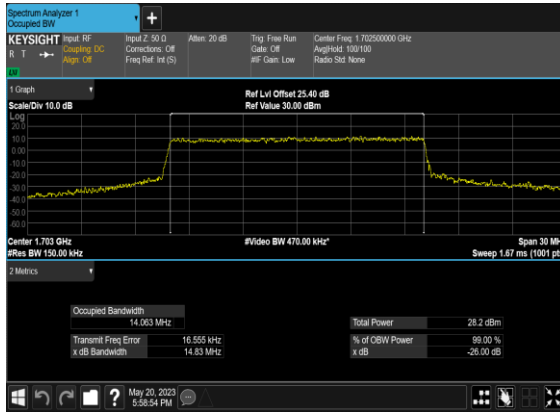 Spectrum Analyzer 1
Occupied BW
KEYSIGHT Input: RF Input Z: 50 Ω Atten: 20 dB Trig: Free Run Center Freq: 1.702500000 GHz
R T Coupling: DC Corrections: Off Gate: Off Avg|Hold: 100/100
Align: Off Freq Ref: Int (S) #IF Gain: Low Radio Std: None
1 Graph
Scale/Div 10.0 dB
Ref Lvl Offset 25.40 dB
Ref Value 30.00 dBm
Log
20.0
10.0
0.00
-10.0
-20.0
-30.0
-40.0
-50.0
-60.0
Center 1.703 GHz #Video BW 470.00 kHz* Span 30 MH
#Res BW 150.00 kHz Sweep 1.67 ms (1001 pt
2 Metrics
Occupied Bandwidth
14.063 MHz
Total Power 28.2 dBm
Transmit Freq Error 16.555 kHz % of OBW Power 99.00 %
x dB Bandwidth 14.83 MHz x dB -26.00 dB
? May 20, 2023
5:58:54 PM